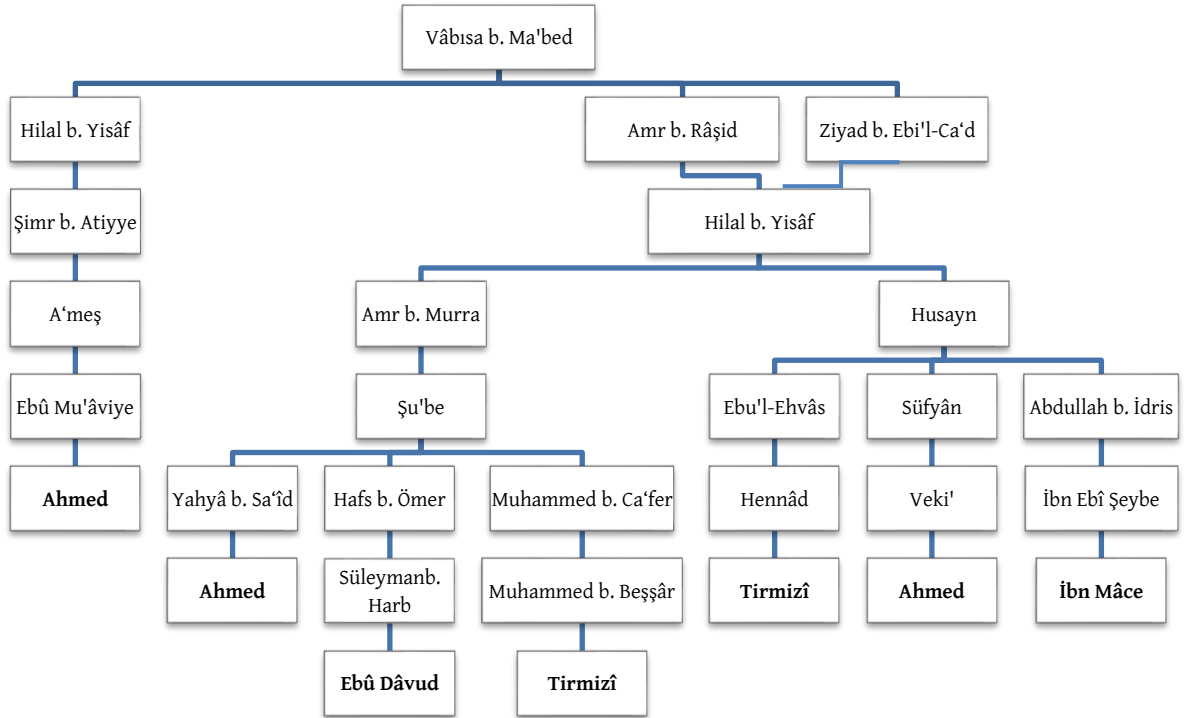 Vâbısa b. Ma'bed
Hilal b. Yisâf
Amr b. Râşid
Ziyad b. Ebi'l-Ca‘d
Şimr b. Atiyye
Hilal b. Yisâf
A‘meş
Amr b. Murra
Husayn
Ebû Mu'âviye
Şu'be
Ebu'l-Ehvâs
Süfyân
Abdullah b. İdris
Ahmed
Yahyâ b. Sa‘îd
Hafs b. Ömer
Muhammed b. Ca‘fer
Hennâd
Veki'
İbn Ebî Şeybe
Ahmed
Süleymanb.
Harb
Muhammed b. Beşşâr
Tirmizî
Ahmed
İbn Mâce
Ebû Dâvud
Tirmizî